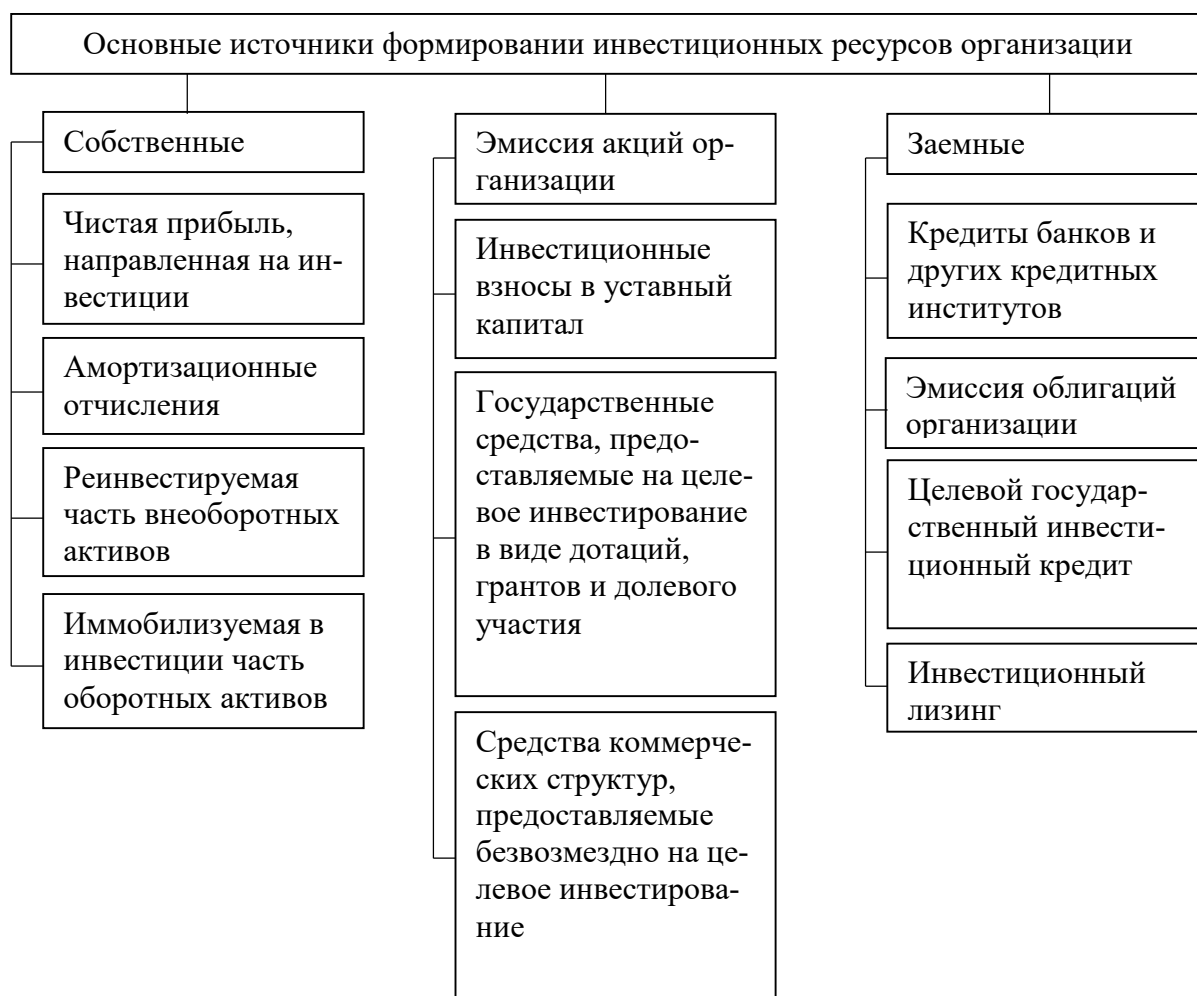 Основные источники формировании инвестиционных ресурсов организации
Собственные
Чистая прибыль,
направленная на ин-
вестиции
Амортизационные
отчисления
Реинвестируемая
часть внеоборотных
активов
Иммобилизуемая в
инвестиции часть
оборотных активов
Эмиссия акций ор-
ганизации
Инвестиционные
взносы в уставный
капитал
Государственные
средства, предо-
ставляемые на целе-
вое инвестирование
в виде дотаций,
грантов и долевого
участия
Средства коммерче-
ских структур,
предоставляемые
безвозмездно на це-
левое инвестирова-
ние
Заемные
Кредиты банков и
других кредитных
институтов
Эмиссия облигаций
организации
Целевой государ-
ственный инвести-
ционный кредит
Инвестиционный
лизинг